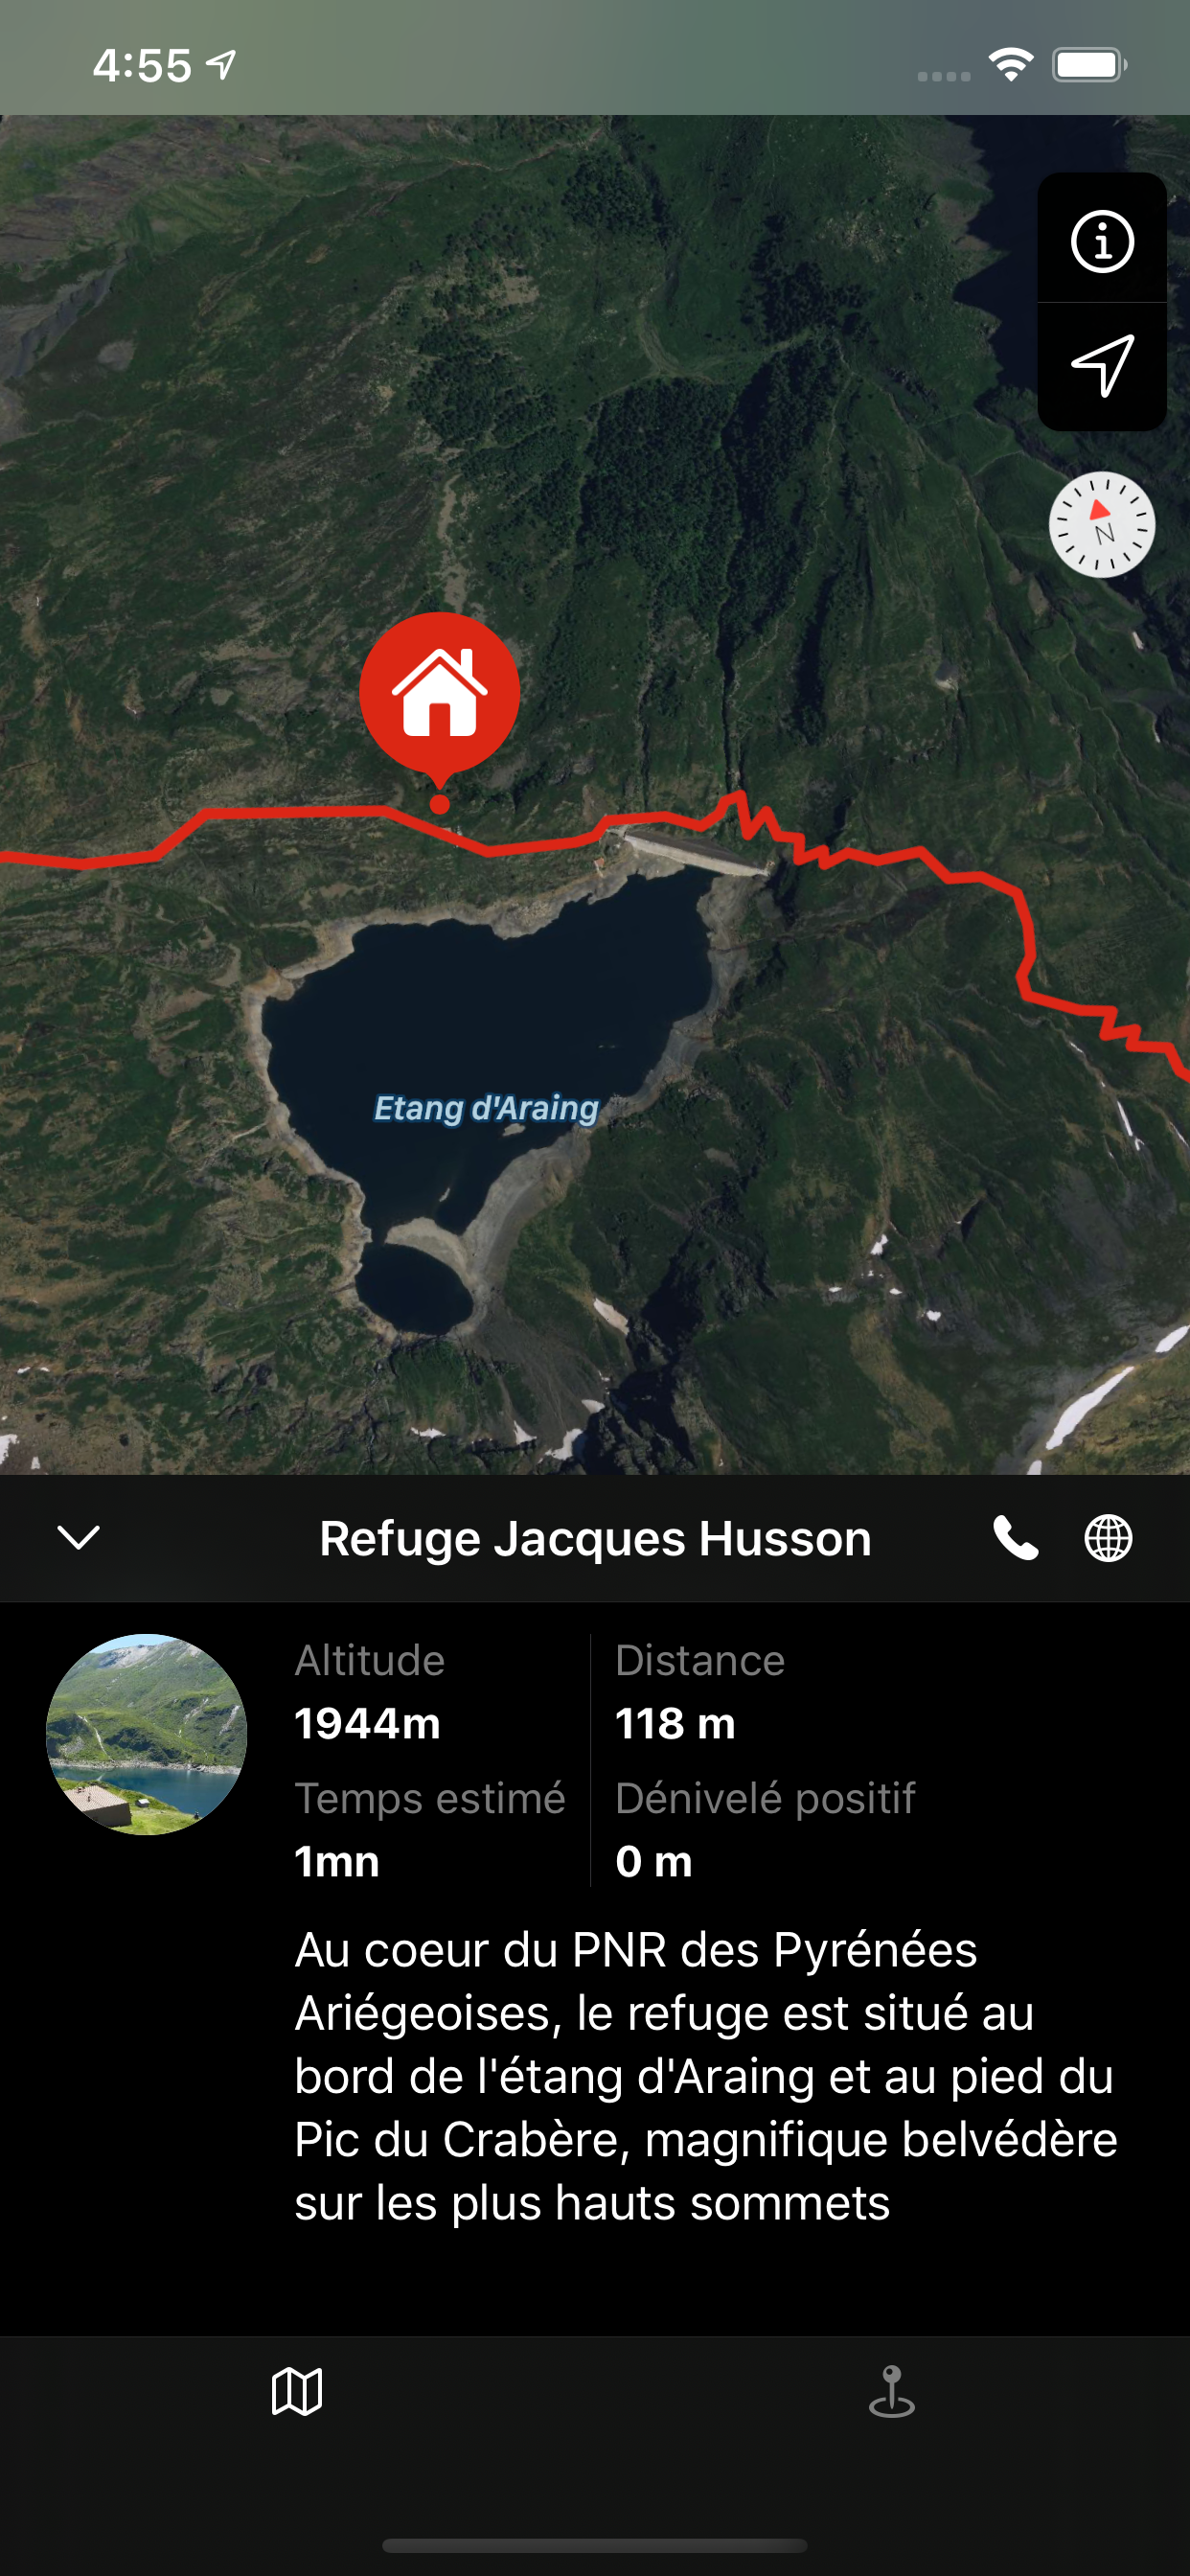 4:55
N
Etang d'Araing
Refuge Jacques Husson
Altitude
1944m
Distance
118 m
Temps estimé
1mn
Dénivelé positif
0 m
Au coeur du PNR des Pyrénées
Ariégeoises, le refuge est situé au
bord de l'étang d'Araing et au pied du
Pic du Crabère, magnifique belvédère
sur les plus hauts sommets